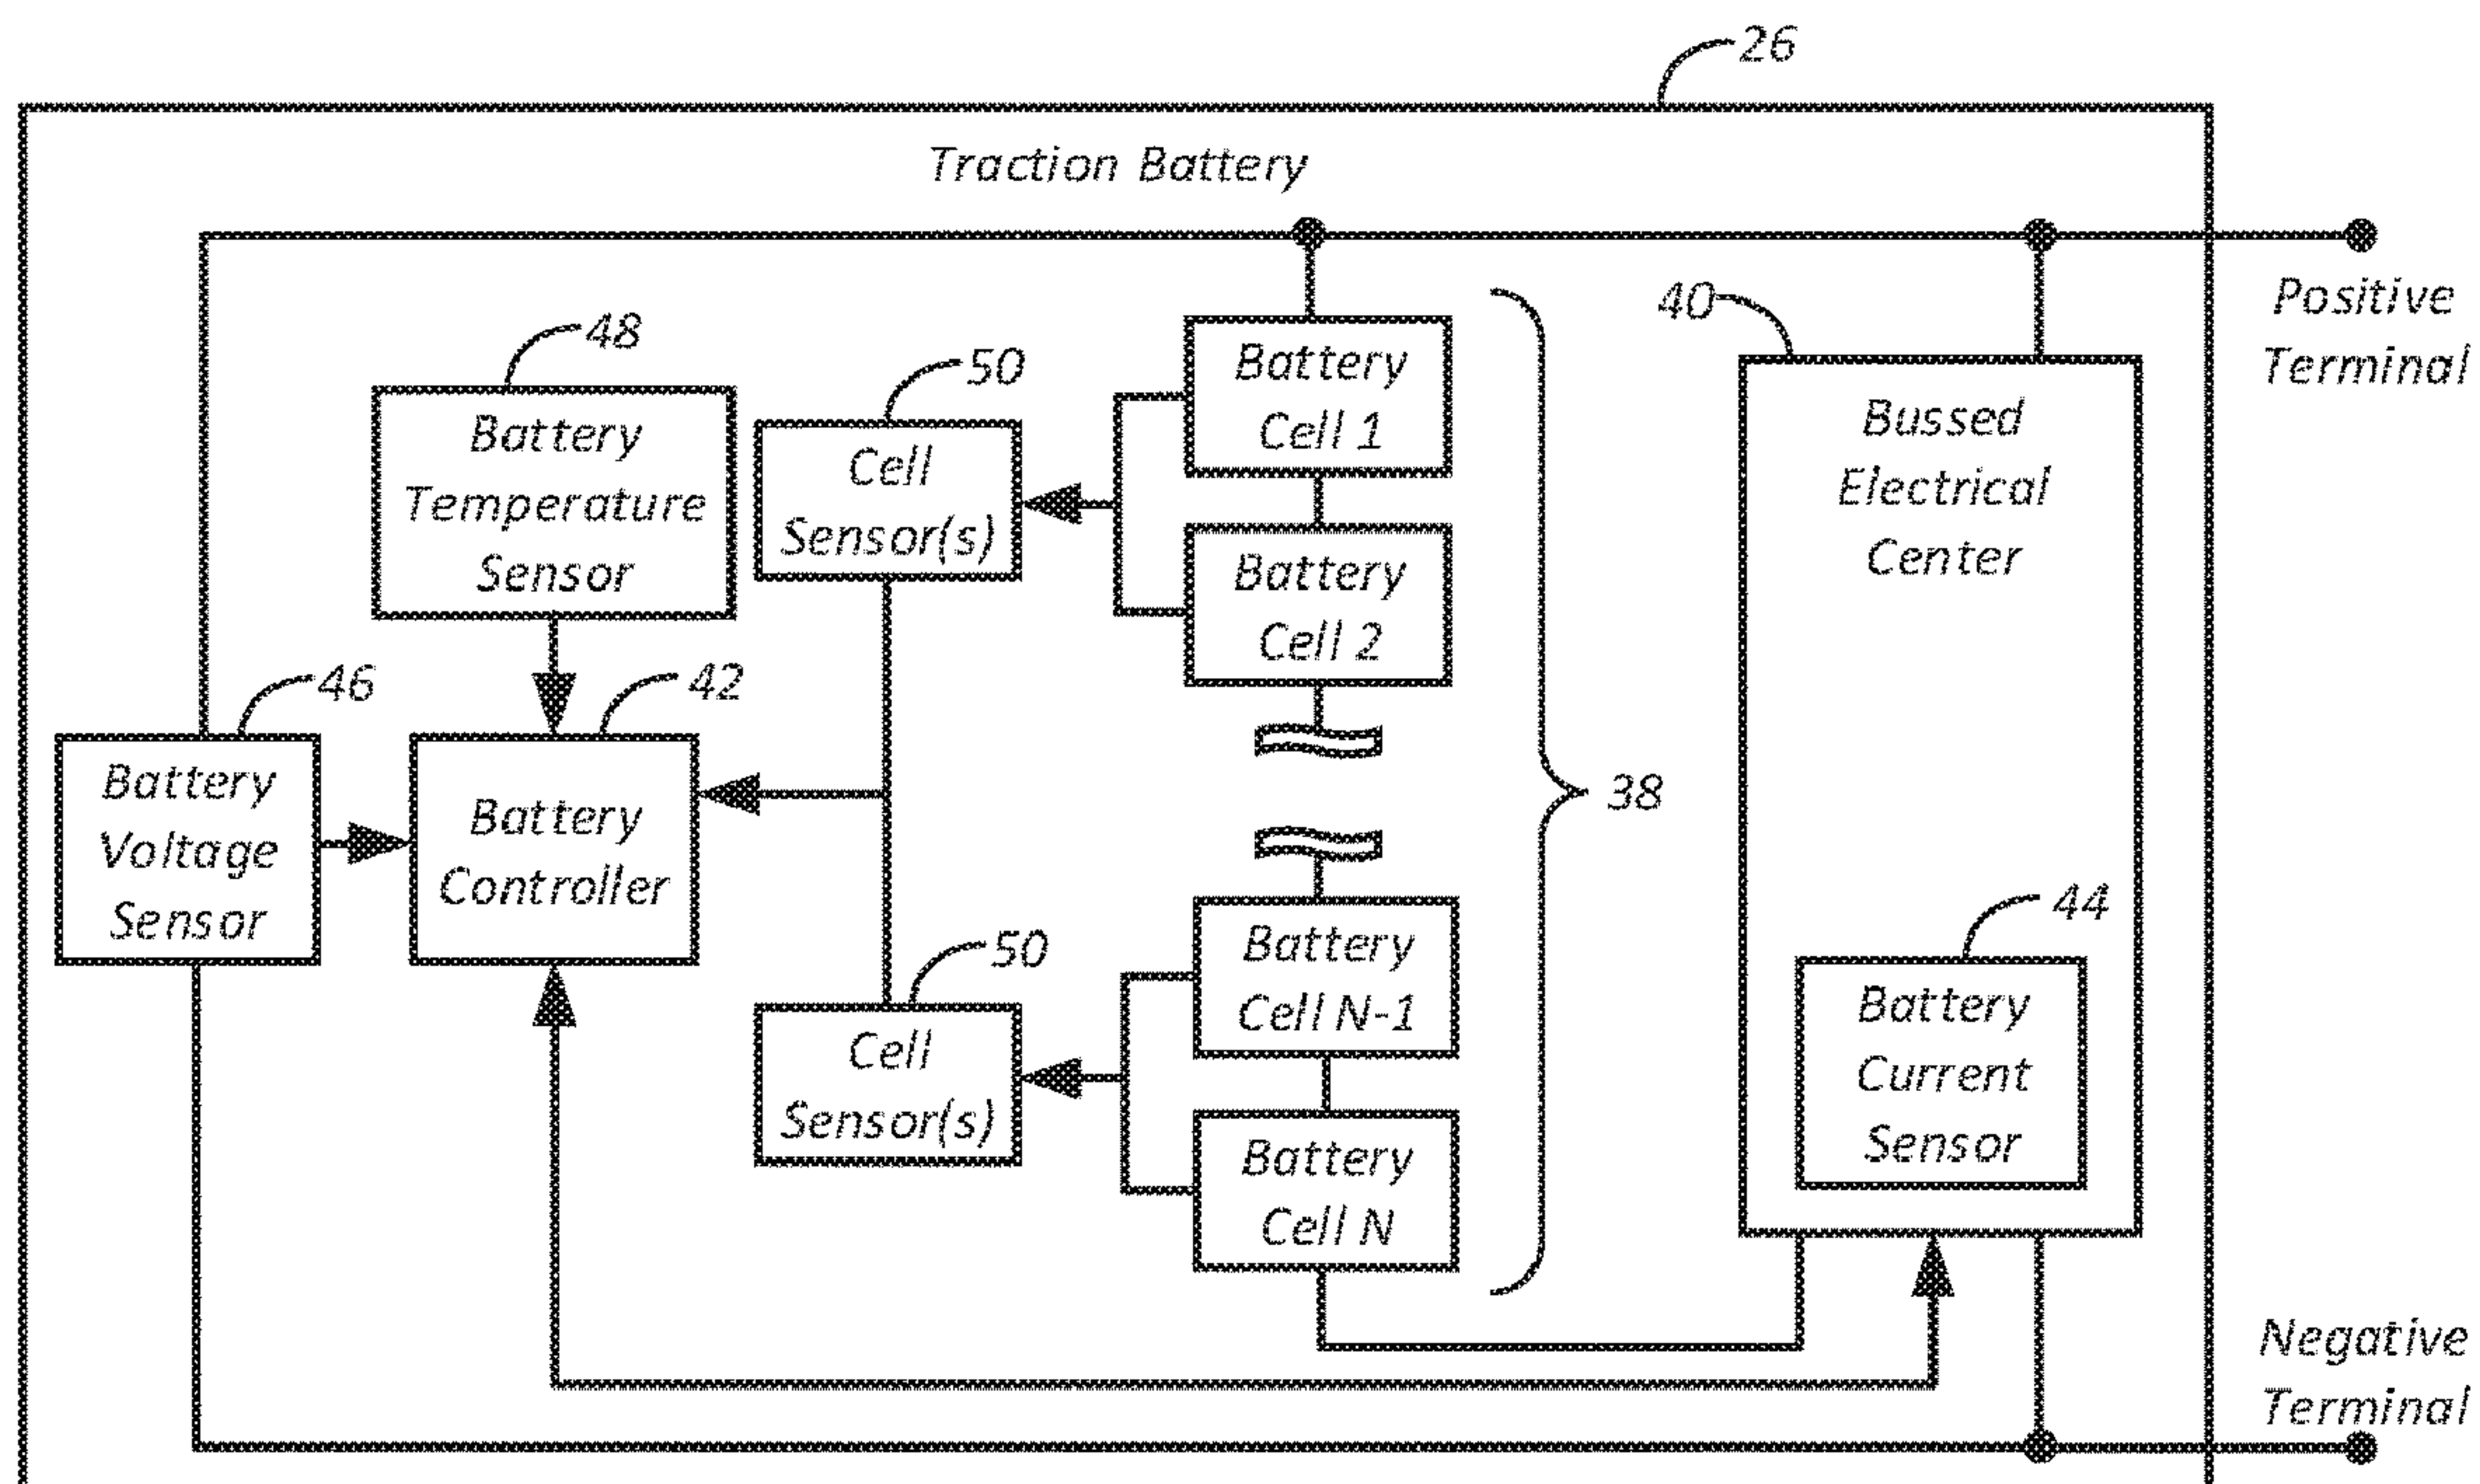 26
Traction Battery
Positive
Terminal
40
48
50
Battery
Cell 1
Bussed
Electrical
Center
Battery
Temperature
Sensor
Cell
Sensor(s)
Battery
Cell 2
46
42
Battery
Voltage
Sensor
Battery
Controller
38
44
50
Battery
Cell N-1
Battery
Current
Sensor
Cell
Sensor(s)
Battery
Cell N
Negative
Terminal